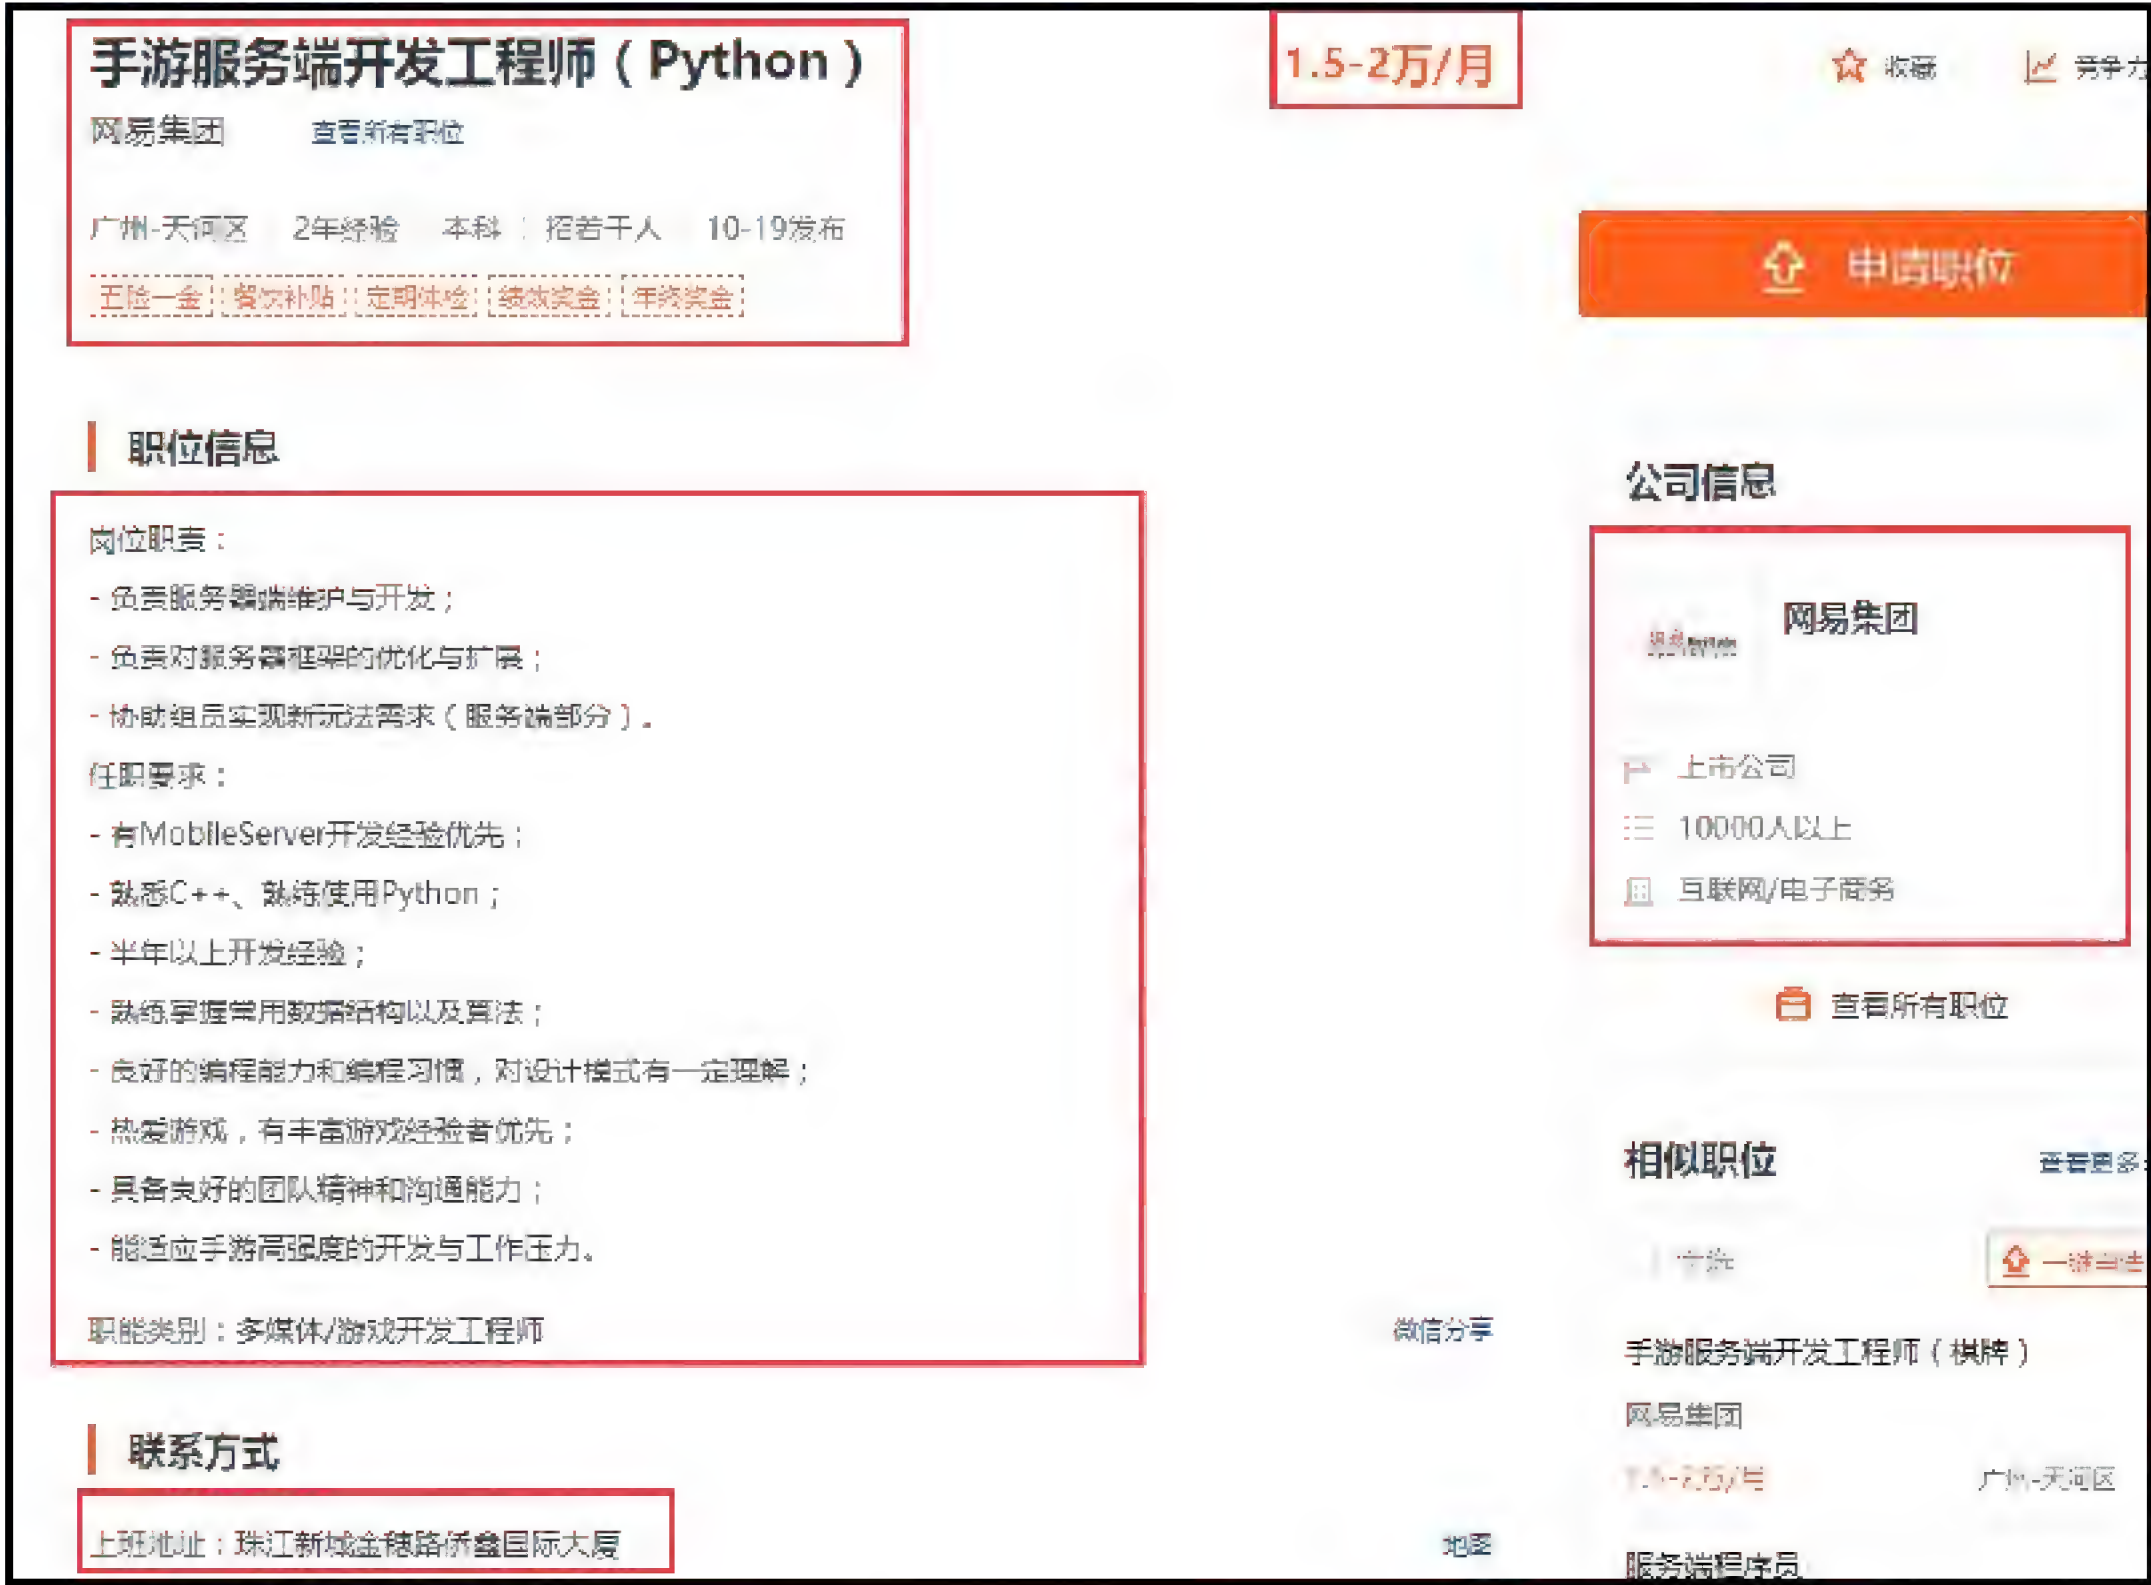 手游服务端开发工程师（Python）
1.5-2万/月
收藏
竞争力
网易集团
查看所有职位
广州-天河区 2年经验 本科 招若干人 10-19发布
五险一金 餐饮补贴 定期体检 绩效奖金 年终奖金
申请职位
职位信息
岗位职责：
- 负责服务器端维护与开发；
- 负责对服务器框架的优化与扩展；
- 协助组员实现新玩法需求（服务端部分）.
任职要求：
- 有MobileServer开发经验优先；
- 熟悉C++、熟练使用Python；
- 半年以上开发经验；
- 熟练掌握常用数据结构以及算法；
- 良好的编程能力和编程习惯，对设计模式有一定理解；
- 热爱游戏，有丰富游戏经验者优先；
- 具备良好的团队精神和沟通能力；
- 能适应手游高强度的开发与工作压力。
职能类别：多媒体/游戏开发工程师
微信分享
联系方式
上班地址：珠江新城金穗路侨鑫国际大厦
地图
公司信息
网易集团
上市公司
10000人以上
互联网/电子商务
查看所有职位
相似职位
查看更多
全选
一键申请
手游服务端开发工程师（棋牌）
网易集团
1.5-2万/月
广州-天河区
服务端程序员